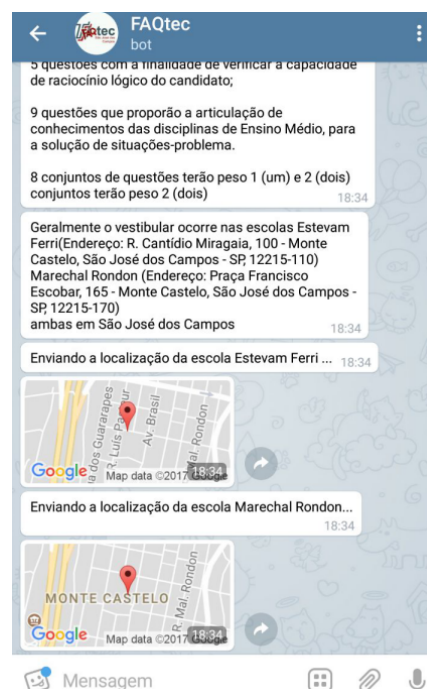 FAQtec
bot
5 questões com a finalidade de verificar a capacidade
de raciocínio lógico do candidato;
9 questões que proporão a articulação de
conhecimentos das disciplinas de Ensino Médio, para
a solução de situações-problema.
8 conjuntos de questões terão peso 1 (um) e 2 (dois)
conjuntos terão peso 2 (dois)
18:34
Geralmente o vestibular ocorre nas escolas Estevam
Ferri(Endereço: R. Cantídio Miragaia, 100 - Monte
Castelo, São José dos Campos - SP, 12215-110)
Marechal Rondon (Endereço: Praça Francisco
Escobar, 165 - Monte Castelo, São José dos Campos -
SP, 12215-170)
ambas em São José dos Campos
18:34
Enviando a localização da escola Estevam Ferri ... 18:34
dos Guararapes
R. Luís
Av. Brasil
Mal. Rondon
Google
Map data ©2017 Google
18:34
Enviando a localização da escola Marechal Rondon...
18:34
R. Mal. Rondon
MONTE CASTELO
Google
Map data ©2017
18:34
Mensagem